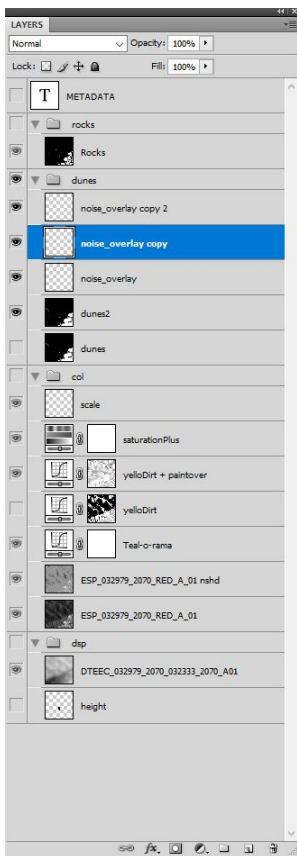 LAYERS
Normal Opacity: 100%
Lock: Fill: 100%
T METADATA
rocks
Rocks
dunes
noise_overlay copy 2
noise_overlay copy
noise_overlay
dunes2
dunes
col
scale
saturationPlus
yelloDirt + paintover
yelloDirt
Teal-o-rama
ESP_032979_2070_RED_A_01 nshd
ESP_032979_2070_RED_A_01
dsp
DTEEC_032979_2070_032333_2070_A01
height
fx.